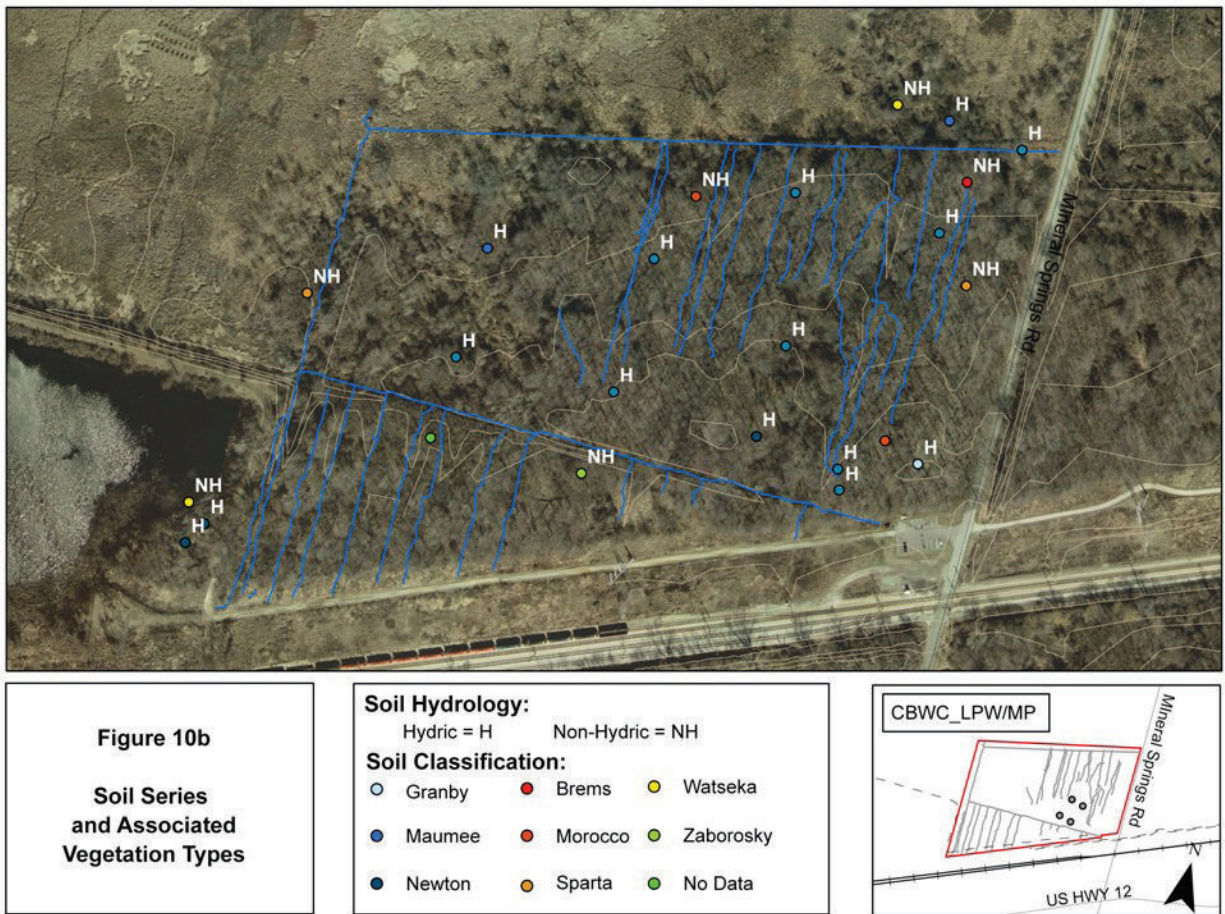 NH
H
H
NH
NH
H
H
H
H
NH
NH
Mineral Springs Rd
H
H
H
H
NH
H
H
H
NH
H
H
Figure 10b
Soil Series
and Associated
Vegetation Types
Soil Hydrology:
Hydric = H Non-Hydric = NH
Soil Classification:
Granby Brems Watseka
Maumee Morocco Zaborosky
Newton Sparta No Data
CBWC_LPW/MP
Mineral Springs Rd
US HWY 12
N